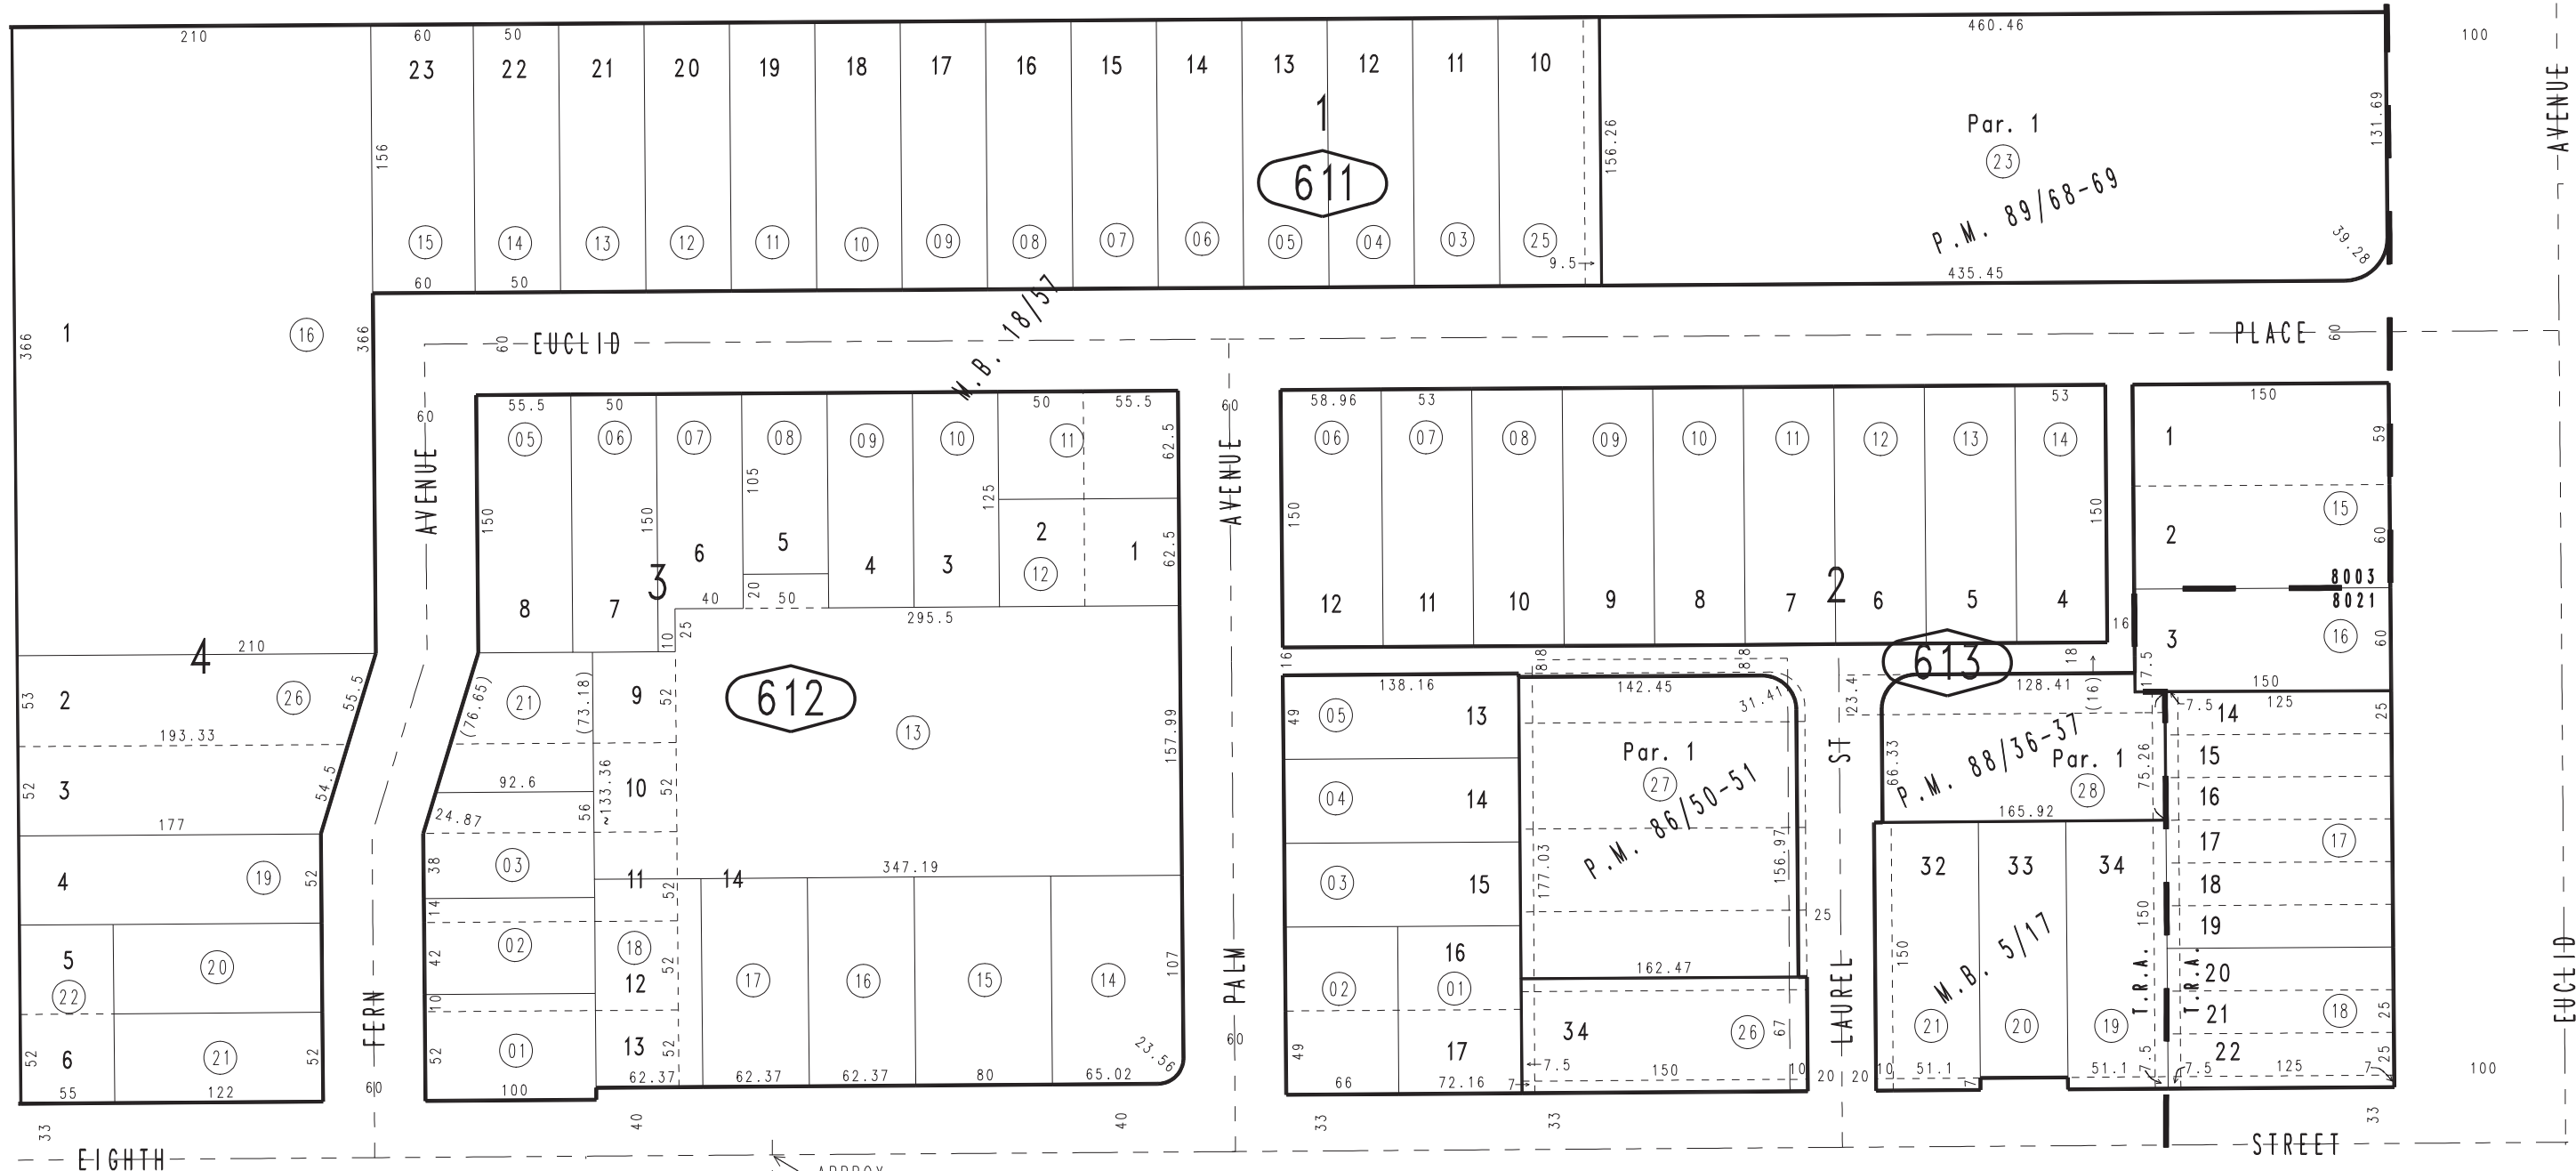 210 60 50 460.46 100
23 22 21 20 19 18 17 16 15 14 13 12 11 10
1
156 156.26 Par. 1 131.69 AVENUE
611 23
P.M. 89/68-69
15 14 13 12 11 10 09 08 07 06 05 04 03 25
9.5 39.28
60 50 435.45
M.B. 18/57
366 1 16 366 60 EUCLID PLACE 60
60 55.5 50 50 55.5 60 58.96 53 53 150
05 06 07 08 09 10 11 62.5 06 07 08 09 10 11 12 13 14 1 59
AVENUE 150 150 105 125 AVENUE 150 150 15
2 60
6 5 4 3 2 1 62.5
12
8003
8021
3 20 2
8 7 40 50 12 11 10 9 8 7 6 5 4
10 25 295.5 16 3 16 60
4 210 16 8 8 8 8 613 18 17.5
53 2 26 55.5 (76.65) 21 (73.18) 9 52 612 138.16 142.45 31.41 23.4 128.41 (16) 150
193.33 13 157.99 49 05 13 7.5 14 125 25
52 3 54.5 92.6 56 ~133.36 10 52 04 14 Par. 1 27 ST 66.33 Par. 1 28 75.26 15
P.M. 86/50-51
P.M. 88/36-37
16
177 24.87 165.92 17 17
4 19 52 38 03 11 52 14 347.19 03 15 177.03 156.97 32 33 34 18
14 25 19
5 20 42 02 18 52 107 16 162.47 150 M.B. 5/17 150 T.R.A. T.R.A. 20
22 12 17 16 15 14 PALM 02 01 LAUREL EUCLID
FERN 10 34 26 67 21 20 19 21 18 25
52 6 21 52 52 01 13 52 23.56 60 49 17 22 25
55 122 60 100 62.37 62.37 62.37 80 65.02 66 72.16 7 7.5 150 10 20 20 10 51.1 7 51.1 7.5 7.5 125 7 100
33 40 40 33 33 33
EIGHTH STREET
APPROX